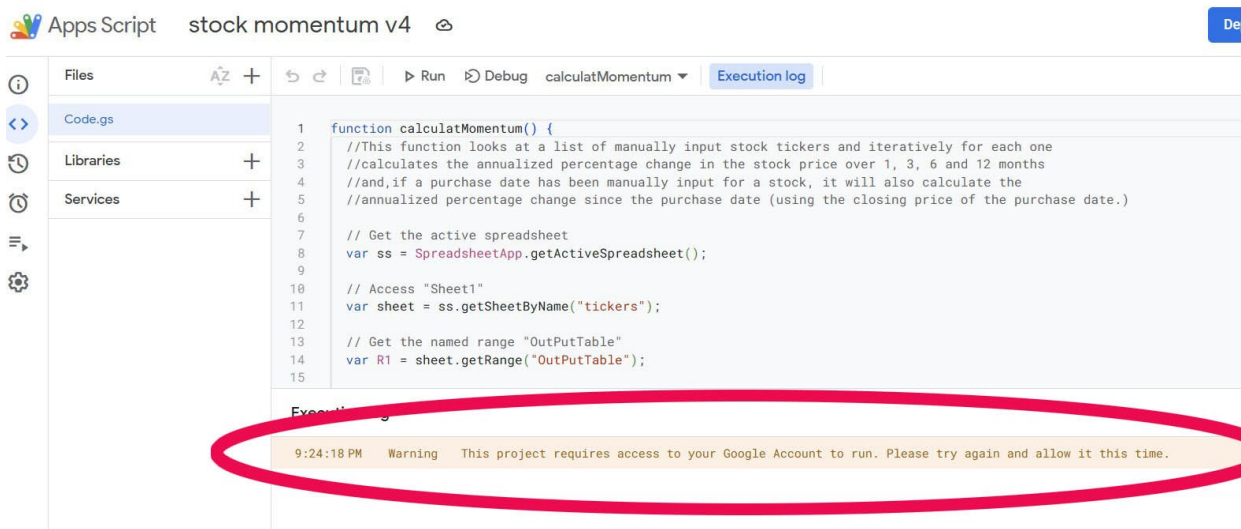 Apps Script stock momentum v4
De
Files
Run Debug calculatMomentum Execution log
Code.gs
Libraries
Services
1 function calculatMomentum() {
2 //This function looks at a list of manually input stock tickers and iteratively for each one
3 //calculates the annualized percentage change in the stock price over 1, 3, 6 and 12 months
4 //and,if a purchase date has been manually input for a stock, it will also calculate the
5 //annualized percentage change since the purchase date (using the closing price of the purchase date.)
6
7 // Get the active spreadsheet
8 var ss = SpreadsheetApp.getActiveSpreadsheet();
9
10 // Access "Sheet1"
11 var sheet = ss.getSheetByName("tickers");
12
13 // Get the named range "OutPutTable"
14 var R1 = sheet.getRange("OutPutTable");
15
9:24:18 PM Warning This project requires access to your Google Account to run. Please try again and allow it this time.